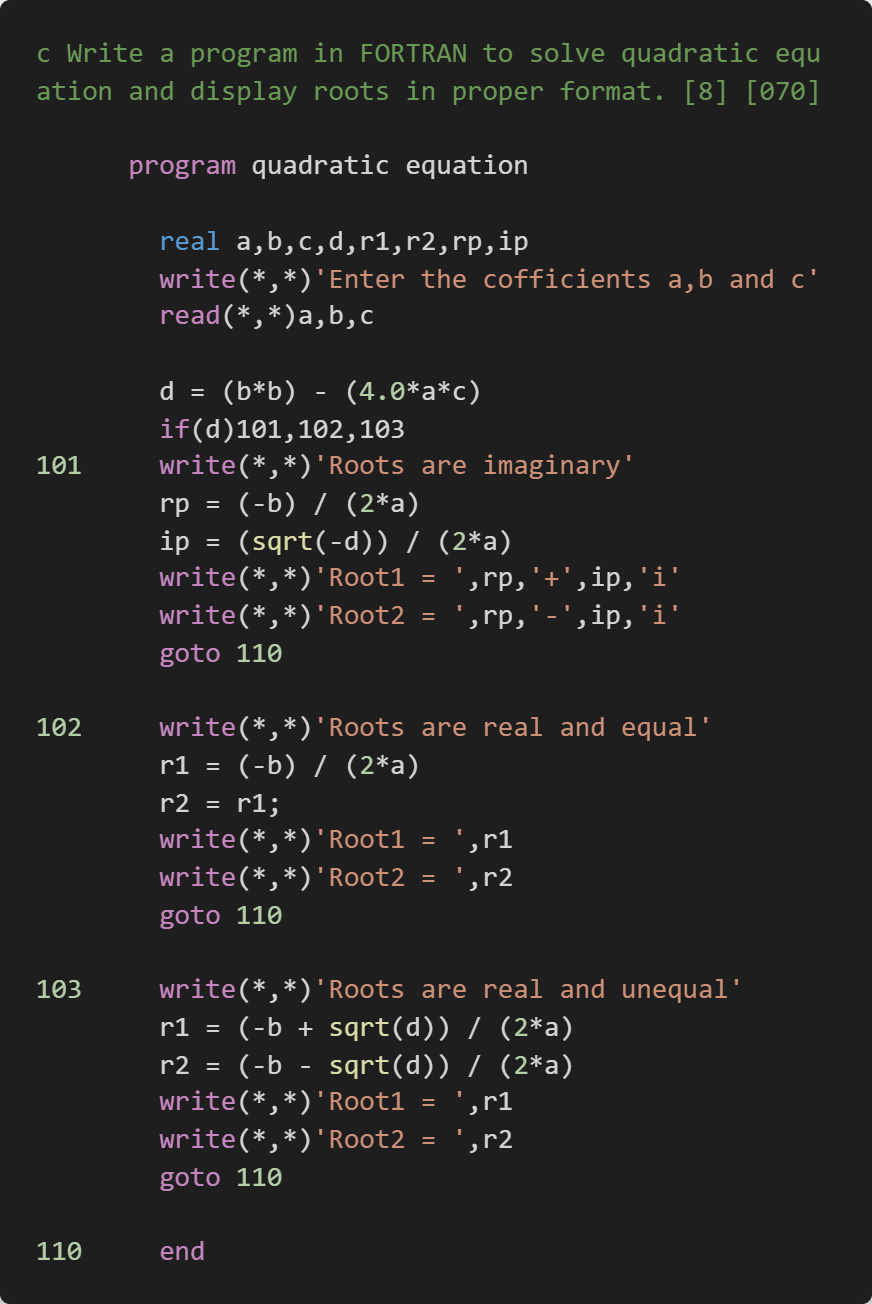 c Write a program in FORTRAN to solve quadratic equ
ation and display roots in proper format. [8] [070]
program quadratic equation
real a,b,c,d,r1,r2,rp,ip
write(*,*)'Enter the cofficients a,b and c'
read(*,*)a,b,c
d = (b*b) - (4.0*a*c)
if(d)101,102,103
101 write(*,*)'Roots are imaginary'
rp = (-b) / (2*a)
ip = (sqrt(-d)) / (2*a)
write(*,*)'Root1 = ',rp,'+',ip,'i'
write(*,*)'Root2 = ',rp,'-',ip,'i'
goto 110
102 write(*,*)'Roots are real and equal'
r1 = (-b) / (2*a)
r2 = r1;
write(*,*)'Root1 = ',r1
write(*,*)'Root2 = ',r2
goto 110
103 write(*,*)'Roots are real and unequal'
r1 = (-b + sqrt(d)) / (2*a)
r2 = (-b - sqrt(d)) / (2*a)
write(*,*)'Root1 = ',r1
write(*,*)'Root2 = ',r2
goto 110
110 end